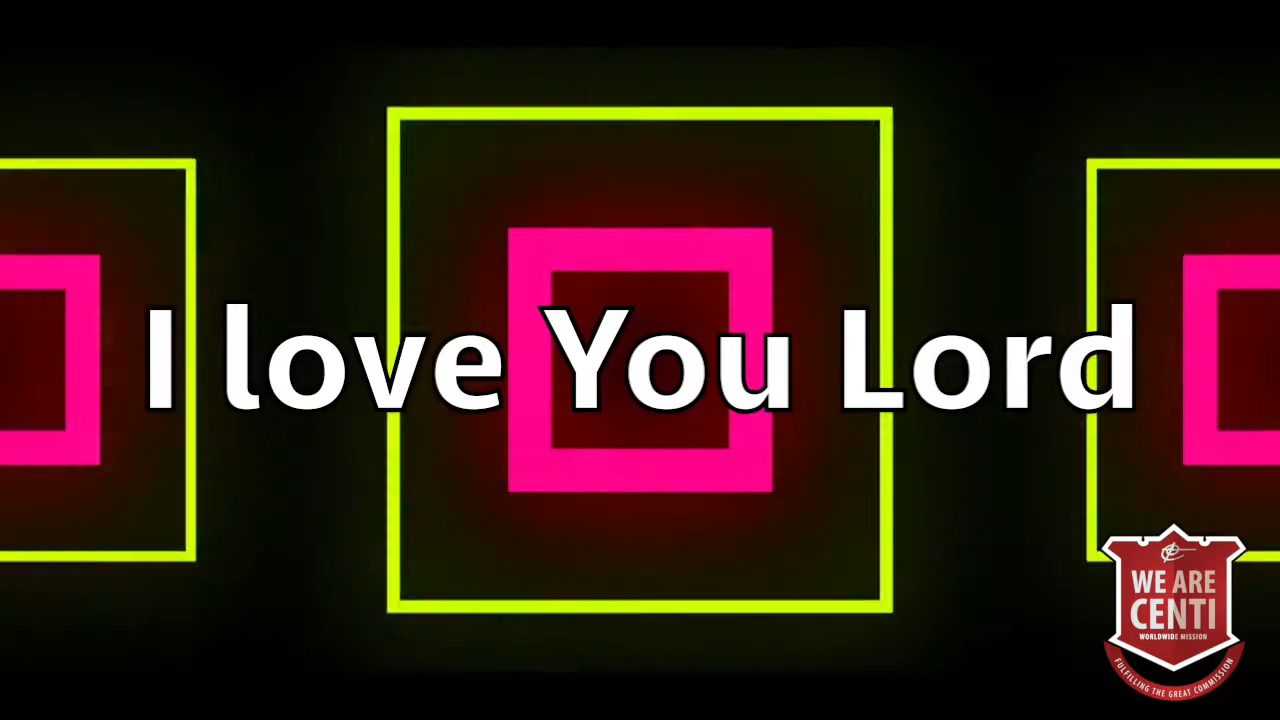 I love You Lord
WE ARE
CENTI
WORLDWIDE MISSION
FULFILLING THE GREAT COMMISSION